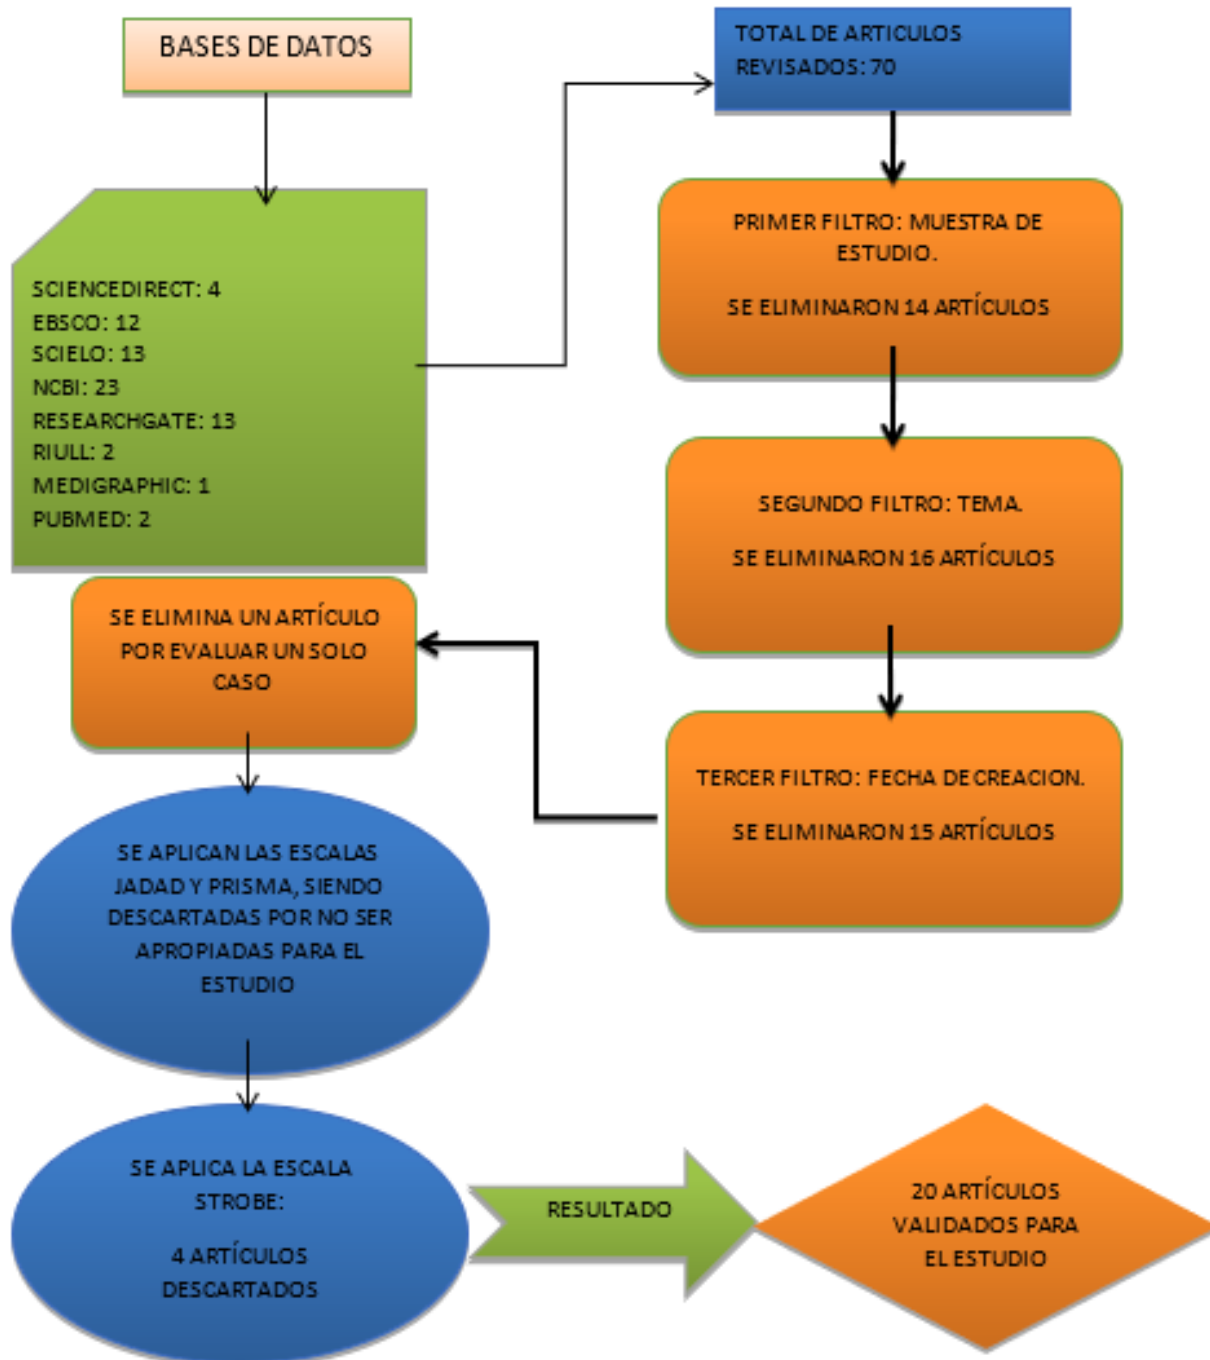 BASES DE DATOS
SCIENCEDIRECT: 4
EBSCO: 12
SCIELO: 13
NCBI: 23
RESEARCHGATE: 13
RIULL: 2
MEDIGRAPHIC: 1
PUBMED: 2
TOTAL DE ARTICULOS
REVISADOS: 70
PRIMER FILTRO: MUESTRA DE
ESTUDIO.
SE ELIMINARON 14 ARTÍCULOS
SEGUNDO FILTRO: TEMA.
SE ELIMINARON 16 ARTÍCULOS
TERCER FILTRO: FECHA DE CREACION.
SE ELIMINARON 15 ARTÍCULOS
SE ELIMINA UN ARTÍCULO
POR EVALUAR UN SOLO
CASO
SE APLICAN LAS ESCALAS
JADAD Y PRISMA, SIENDO
DESCARTADAS POR NO SER
APROPIADAS PARA EL
ESTUDIO
SE APLICA LA ESCALA
STROBE:
4 ARTÍCULOS
DESCARTADOS
RESULTADO
20 ARTÍCULOS
VALIDADOS PARA
EL ESTUDIO